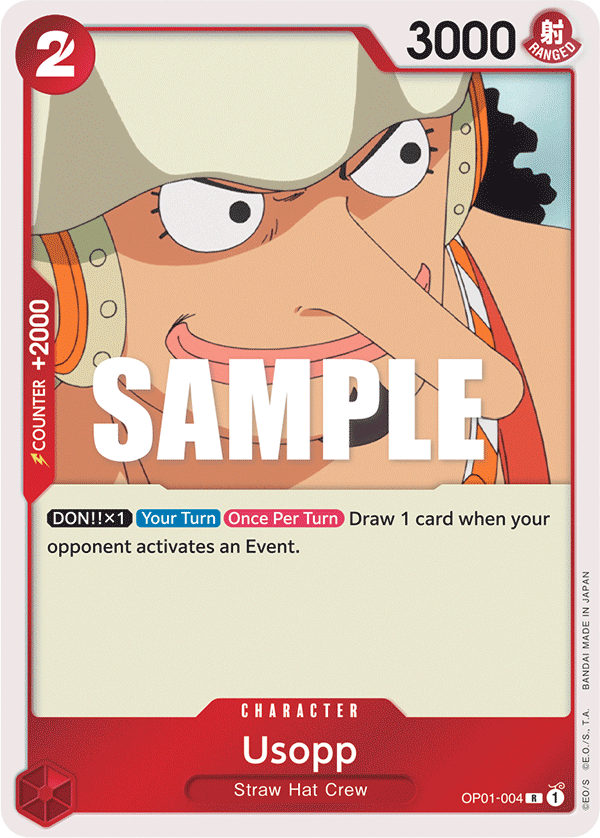 2
3000
射
RANGED
COUNTER +2000
SAMPLE
DON!!×1 Your Turn Once Per Turn Draw 1 card when your
opponent activates an Event.
CHARACTER
Usopp
Straw Hat Crew
OP01-004 R 1
©E.O/S ©E.O./S., T.A. BANDAI MADE IN JAPAN